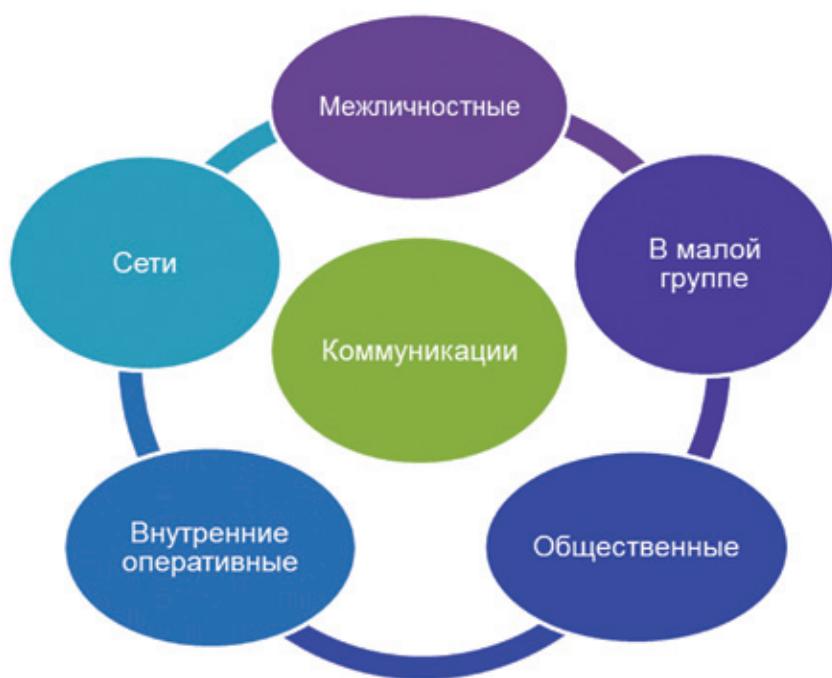 Межличностные
В малой
группе
Сети
Коммуникации
Внутренние
оперативные
Общественные